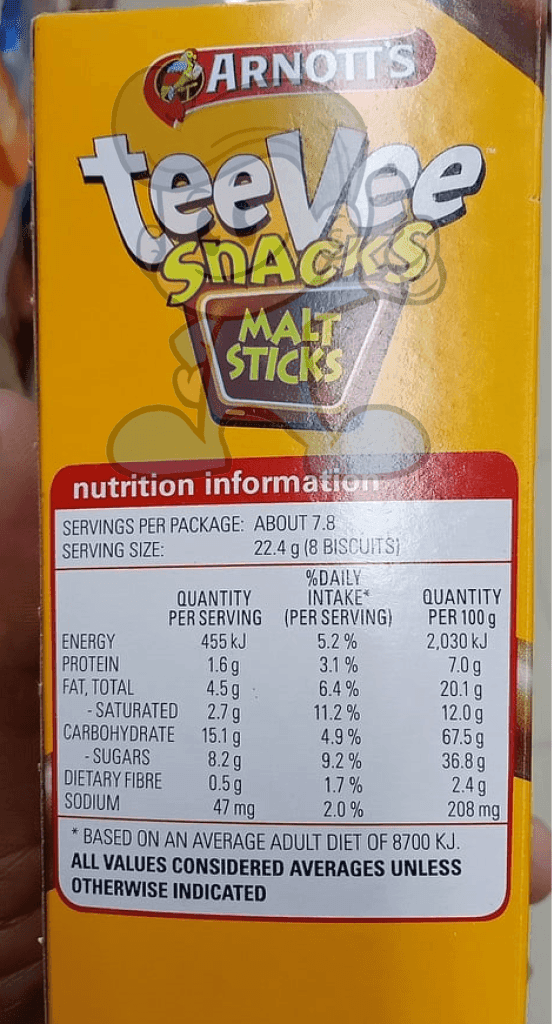 ARNOTT'S
teeVee
SnACKS
MALT
STICKS
nutrition information
SERVINGS PER PACKAGE: ABOUT 7.8
SERVING SIZE: 22.4 g (8 BISCUITS)
QUANTITY PER SERVING %DAILY INTAKE* (PER SERVING) QUANTITY PER 100 g
ENERGY 455 kJ 5.2 % 2,030 kJ
PROTEIN 1.6 g 3.1 % 7.0 g
FAT, TOTAL 4.5 g 6.4 % 20.1 g
- SATURATED 2.7 g 11.2 % 12.0 g
CARBOHYDRATE 15.1 g 4.9 % 67.5 g
- SUGARS 8.2 g 9.2 % 36.8 g
DIETARY FIBRE 0.5 g 1.7 % 2.4 g
SODIUM 47 mg 2.0 % 208 mg
* BASED ON AN AVERAGE ADULT DIET OF 8700 KJ.
ALL VALUES CONSIDERED AVERAGES UNLESS
OTHERWISE INDICATED